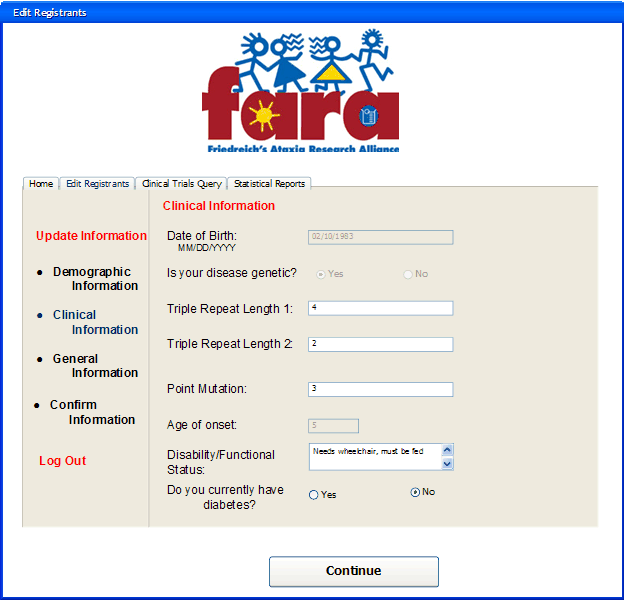 Edit Registrants
fara
Friedreich's Ataxia Research Alliance
Home
Edit Registrants
Clinical Trials Query
Statistical Reports
Update Information
Demographic
Information
Clinical
Information
General
Information
Confirm
Information
Log Out
Clinical Information
Date of Birth:
MM/DD/YYYY
02/10/1983
Is your disease genetic?
Yes
No
Triple Repeat Length 1:
4
Triple Repeat Length 2:
2
Point Mutation:
3
Age of onset:
5
Disability/Functional
Status:
Needs wheelchair, must be fed
Do you currently have
diabetes?
Yes
No
Continue